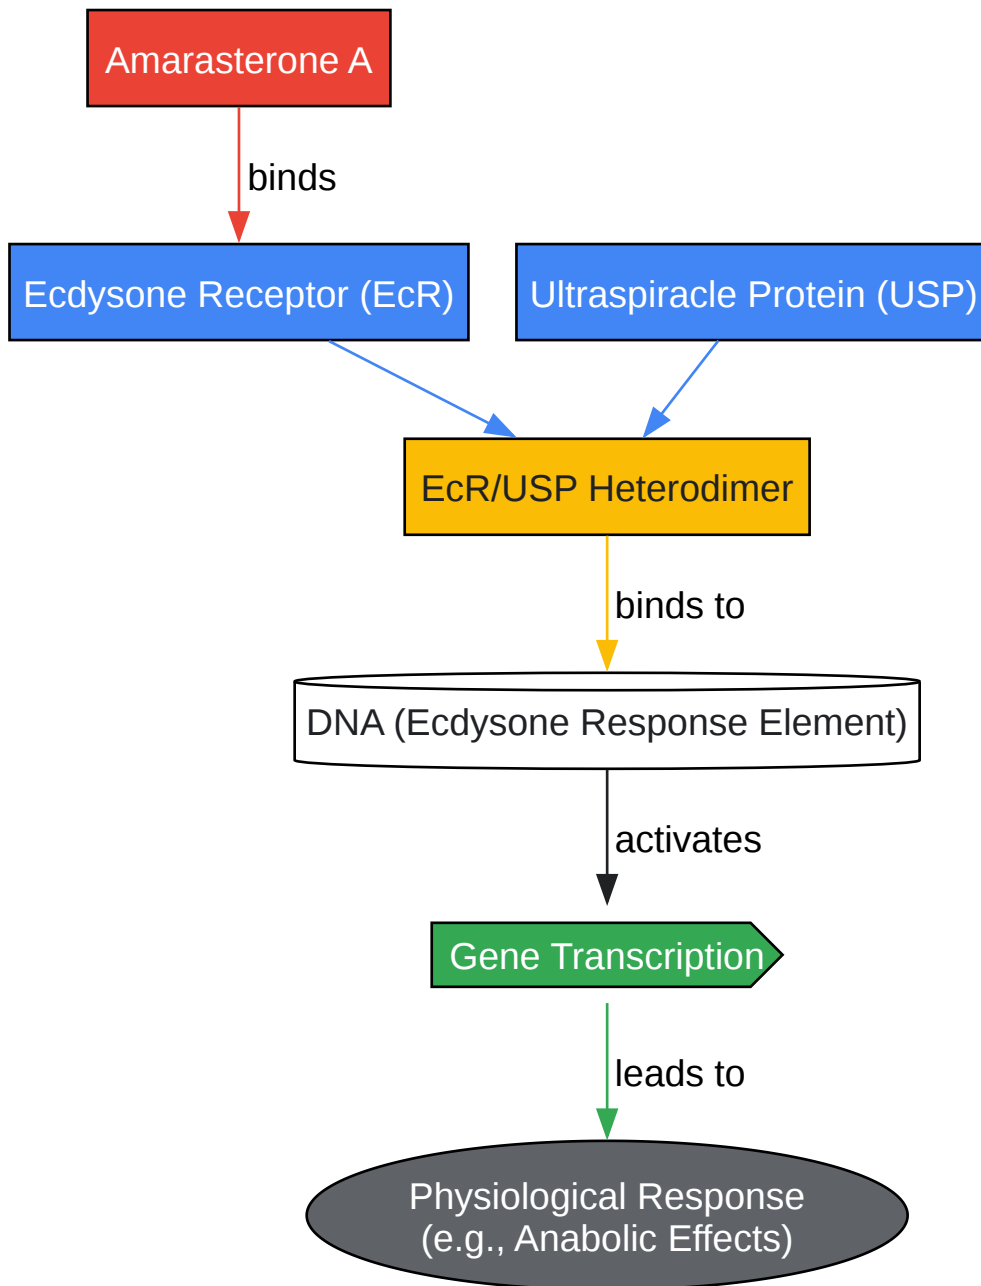 Amarasterone A
binds
Ecdysone Receptor (EcR)
Ultraspiracle Protein (USP)
EcR/USP Heterodimer
binds to
DNA (Ecdysone Response Element)
activates
Gene Transcription
leads to
Physiological Response
(e.g., Anabolic Effects)